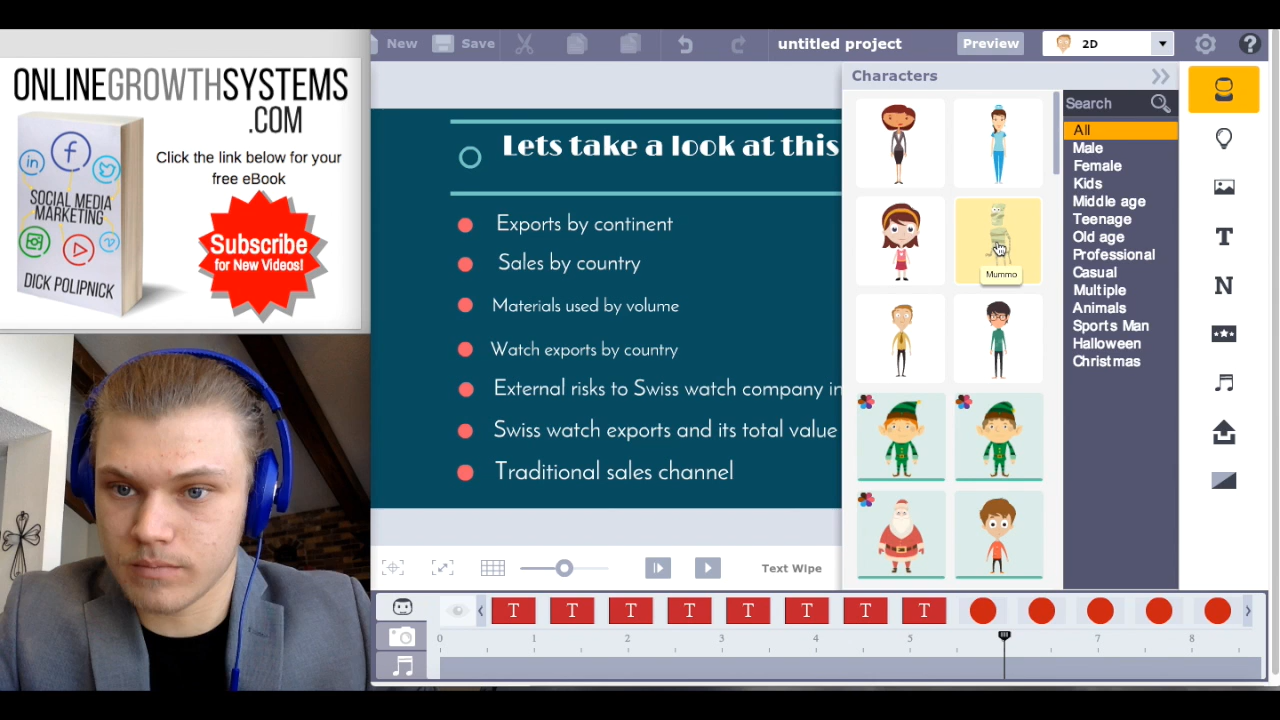 ONLINEGROWTHSYSTEMS
.COM
Click the link below for your
free eBook
in
f
SOCIAL MEDIA
MARKETING
DICK POLIPNICK
Subscribe
for New Videos!
New
Save
untitled project
Preview
2D
?
Lets take a look at this
Exports by continent
Sales by country
Materials used by volume
Watch exports by country
External risks to Swiss watch company in
Swiss watch exports and its total value
Traditional sales channel
Characters
Mummo
Search
All
Male
Female
Kids
Middle age
Teenage
Old age
Professional
Casual
Multiple
Animals
Sports Man
Halloween
Christmas
T
N
Text Wipe
T T T T T T T T
0 1 2 3 4 5 7 8